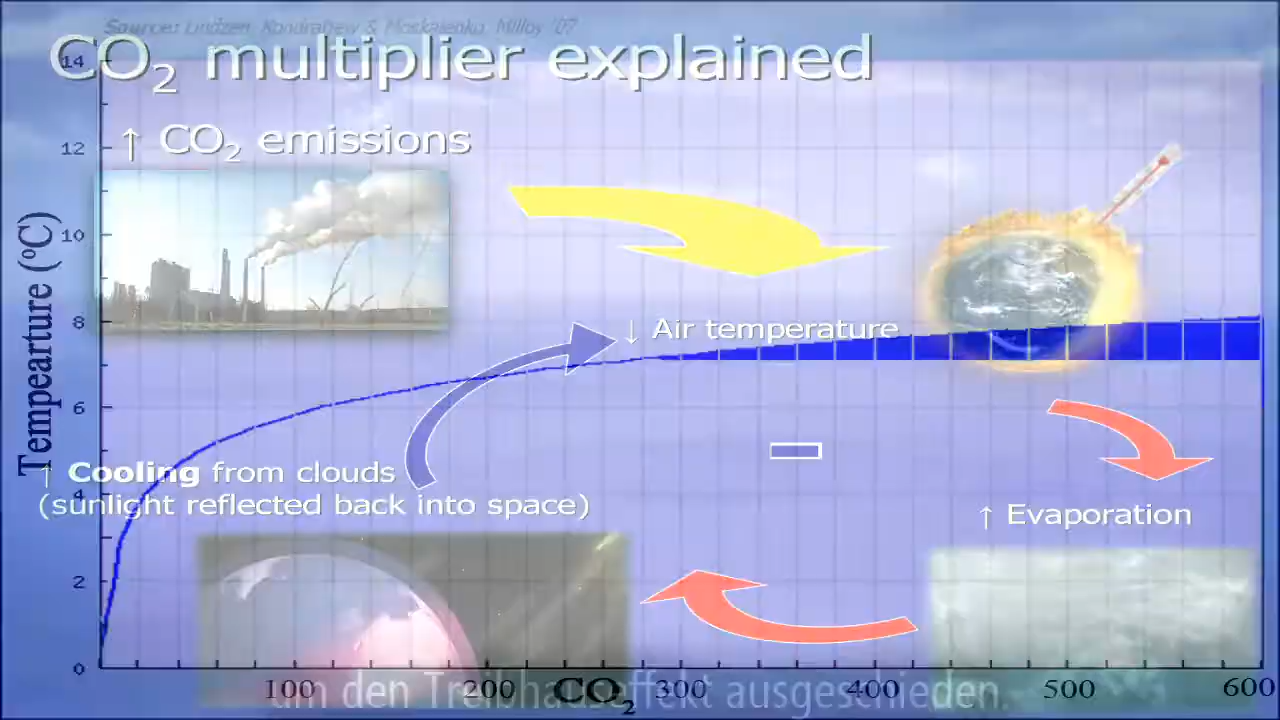 Source: Lindzen, Kondratjew & Moskalenko, Milloy '07
CO2 multiplier explained
↑ CO2 emissions
14
12
10
8
6
4
2
0
Tempearture (ºC)
↓ Air temperature
↑ Cooling from clouds
(sunlight reflected back into space)
↑ Evaporation
100 200 CO2 300 400 500 600
um den Treibhauseffekt ausgeschieden.